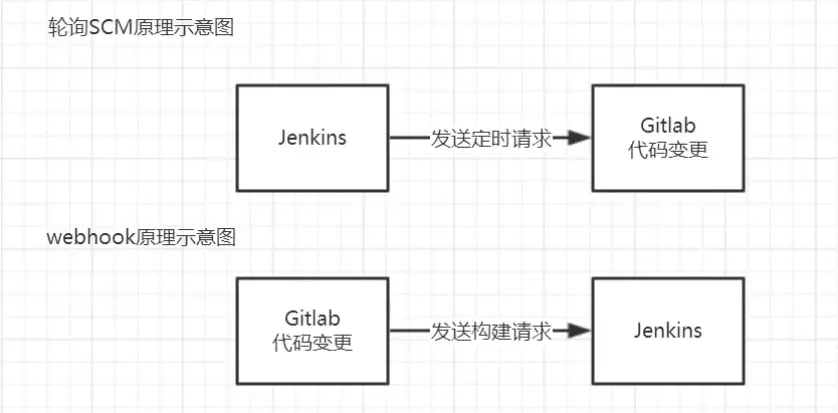 轮询SCM原理示意图
Jenkins
发送定时请求
Gitlab
代码变更
webhook原理示意图
Gitlab
代码变更
发送构建请求
Jenkins